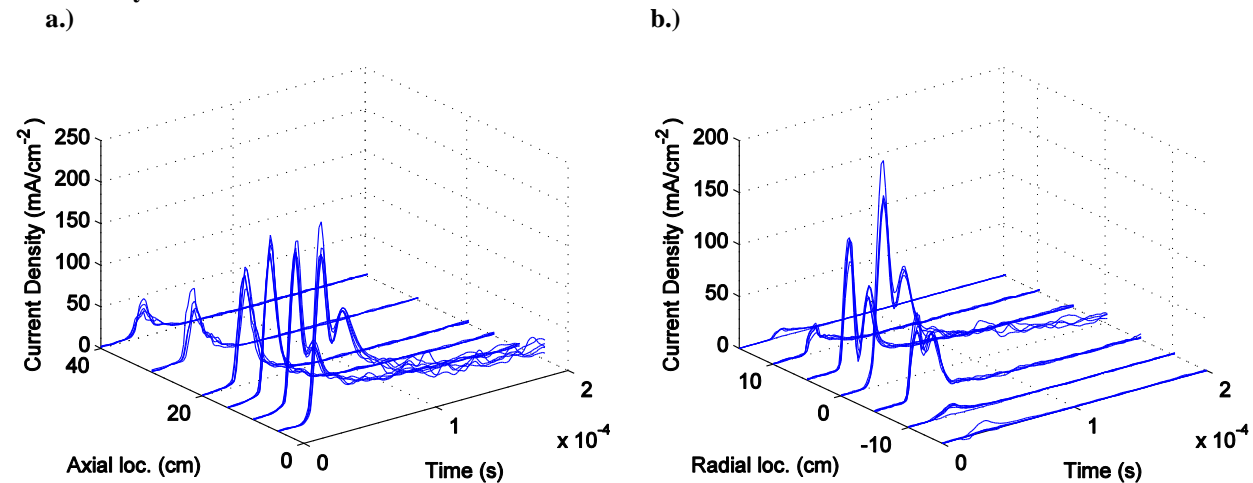 a.)
b.)
Current Density (mA/cm-2 )
250
200
150
100
50
0
40
20
0
Axial loc. (cm)
0
1
2
x 10-4
Time (s)
Current Density (mA/cm-2 )
200
150
100
50
0
10
0
-10
Radial loc. (cm)
0
1
2
x 10-4
Time (s)